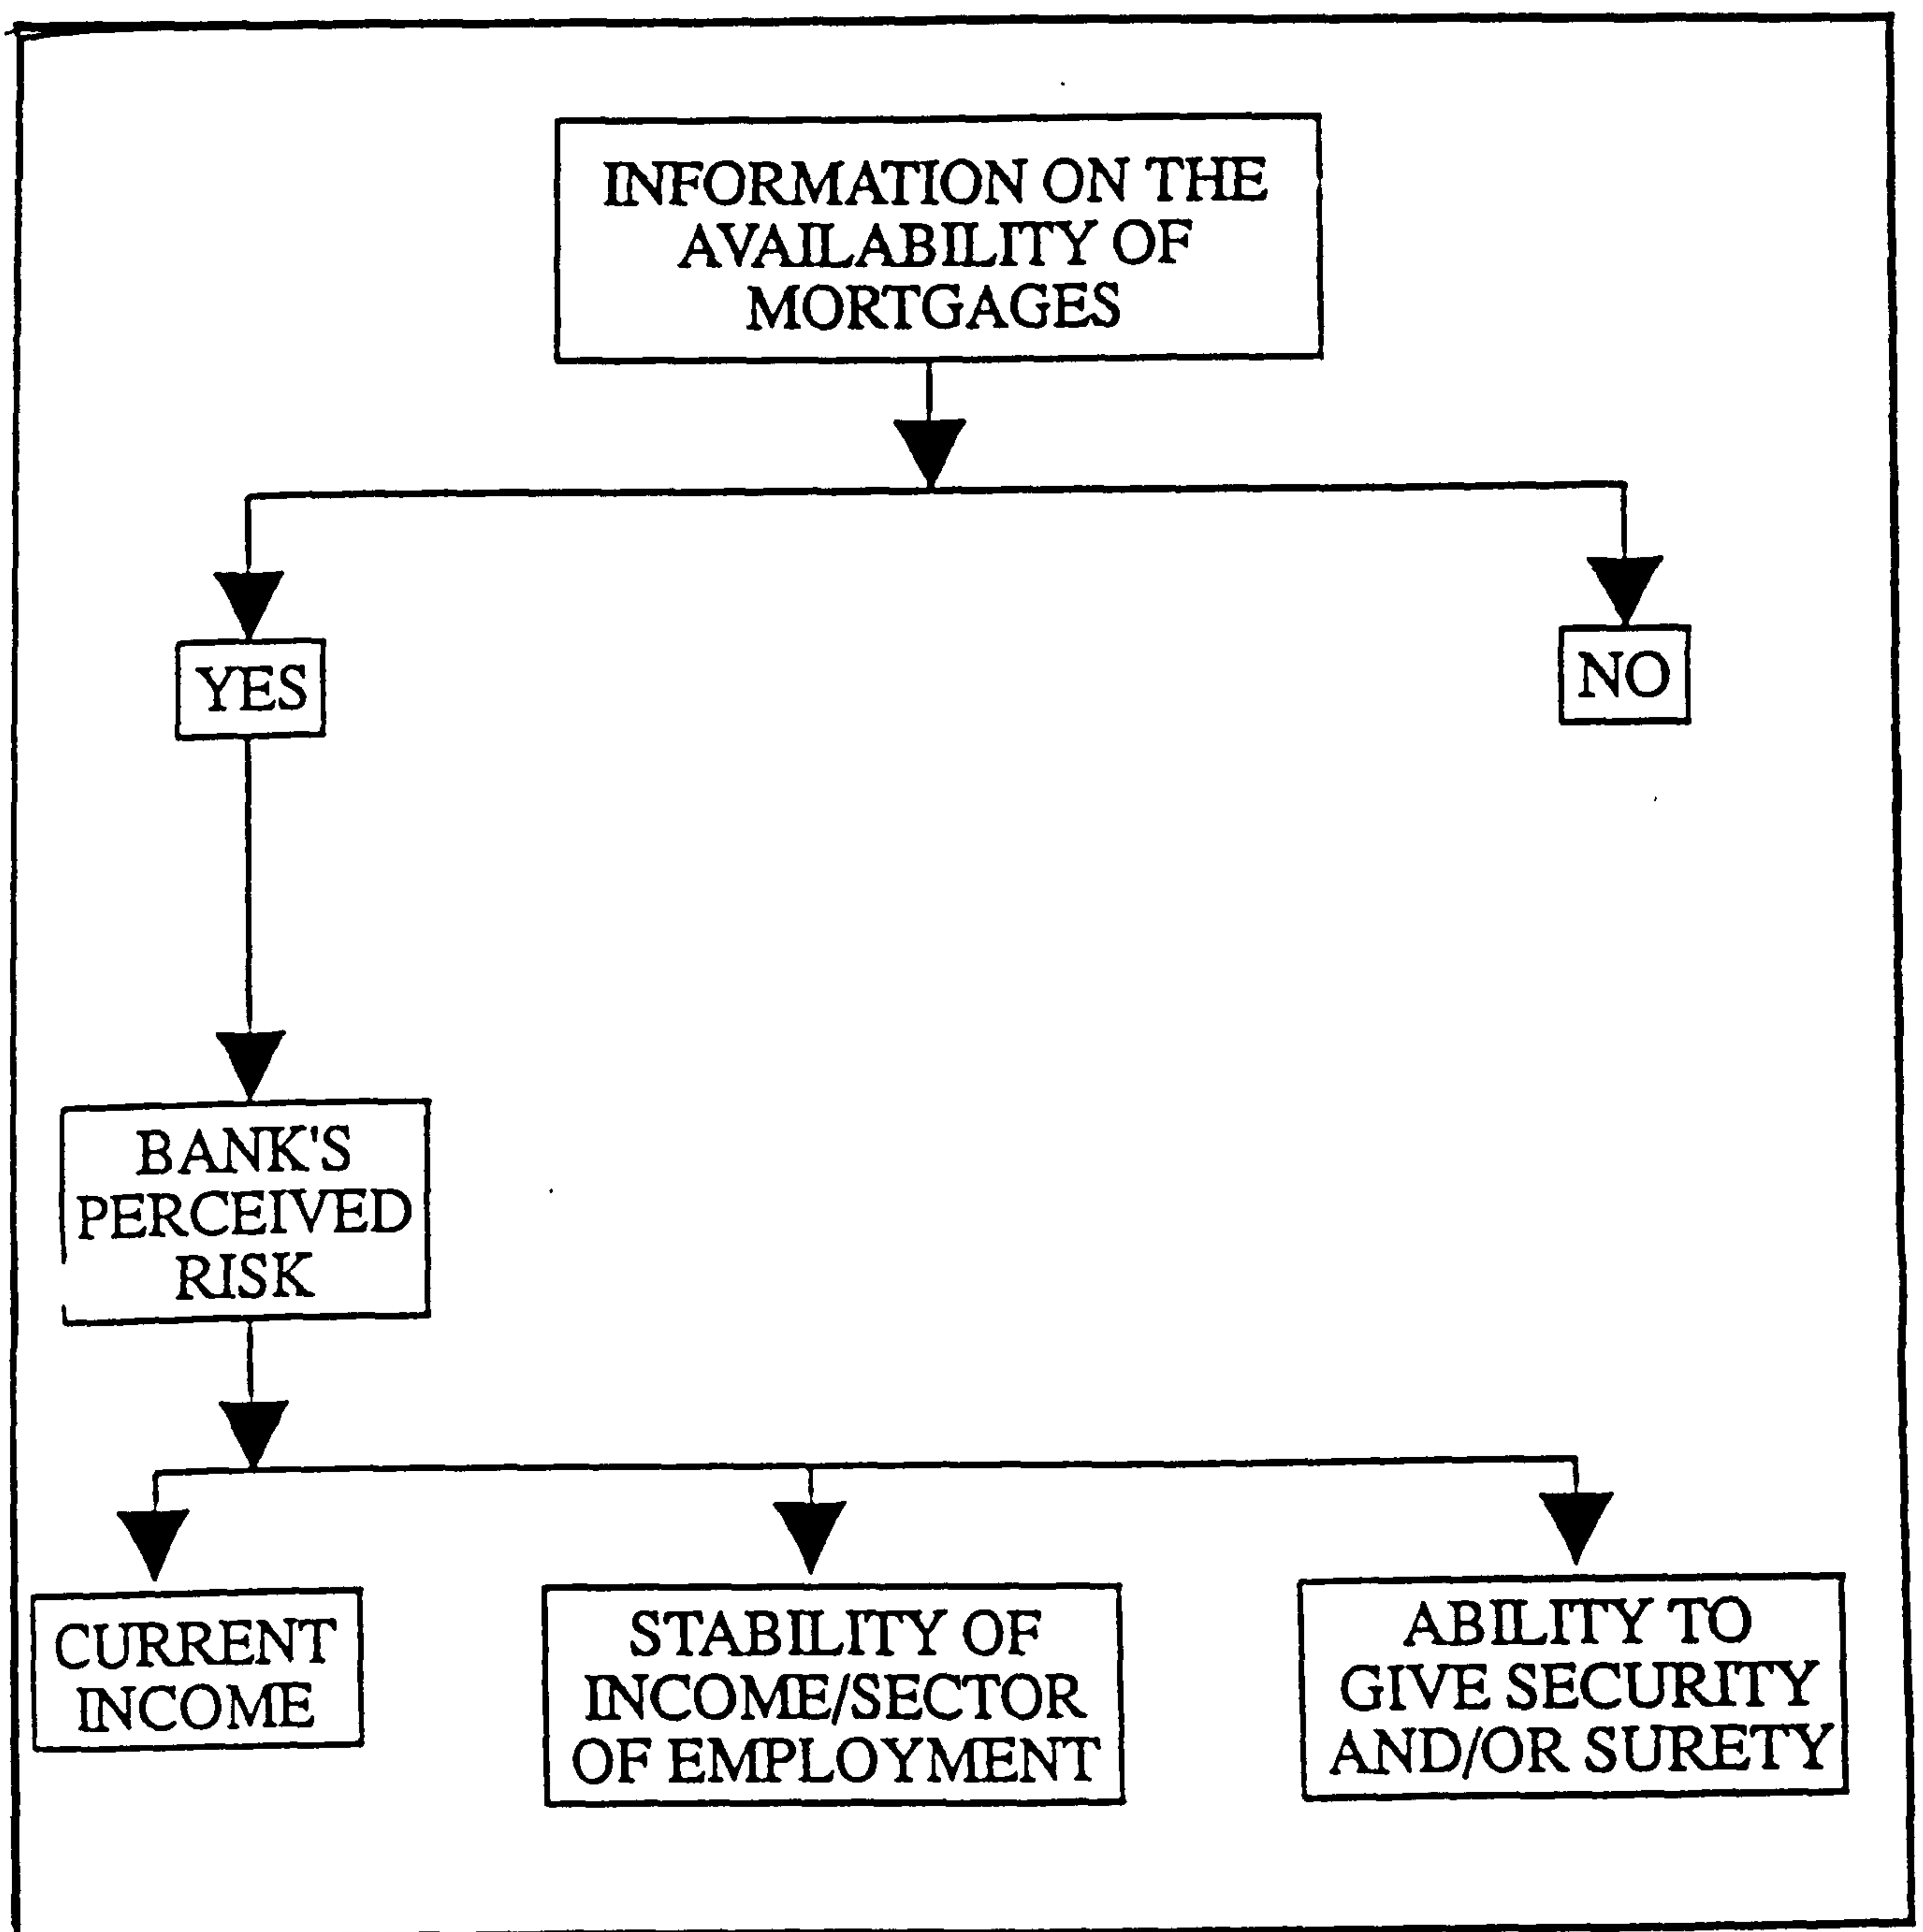 INFORMATION ON THE
AVAILABILITY OF
MORTGAGES
YES
NO
BANK'S
PERCEIVED
RISK
CURRENT
INCOME
STABILITY OF
INCOME/SECTOR
OF EMPLOYMENT
ABILITY TO
GIVE SECURITY
AND/OR SURETY